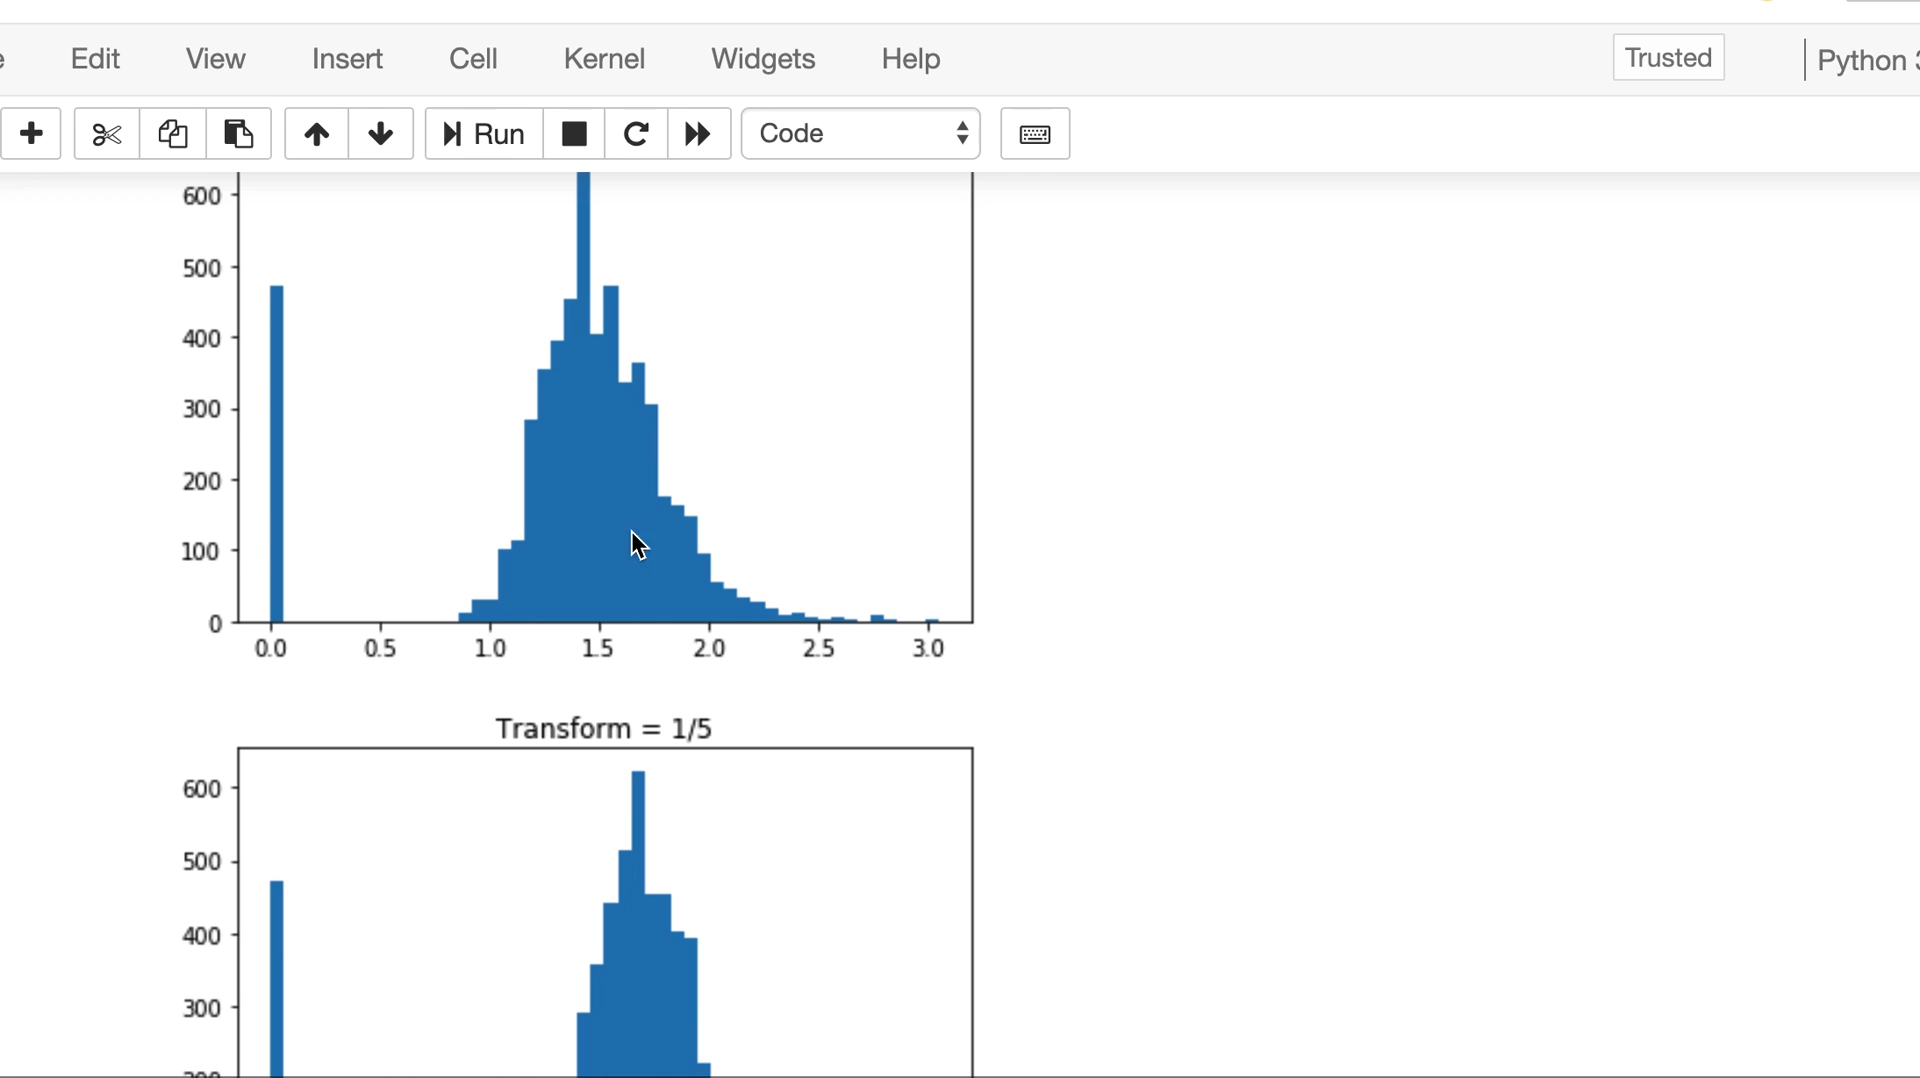 Edit View Insert Cell Kernel Widgets Help Trusted Python 3
Run Code
600
500
400
300
200
100
0
0.0 0.5 1.0 1.5 2.0 2.5 3.0
Transform = 1/5
600
500
400
300